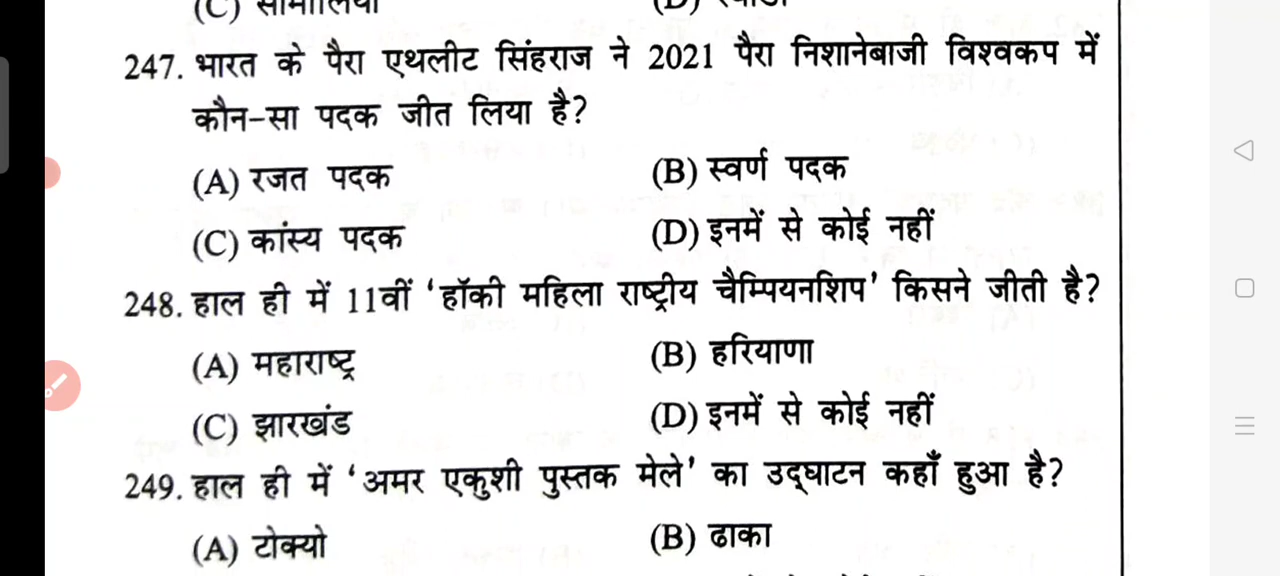 (C) सोमालिया
247. भारत के पैरा एथलीट सिंहराज ने 2021 पैरा निशानेबाजी विश्वकप में
कौन-सा पदक जीत लिया है?
(A) रजत पदक (B) स्वर्ण पदक
(C) कांस्य पदक (D) इनमें से कोई नहीं
248. हाल ही में 11वीं ‘हॉकी महिला राष्ट्रीय चैम्पियनशिप’ किसने जीती है?
(A) महाराष्ट्र (B) हरियाणा
(C) झारखंड (D) इनमें से कोई नहीं
249. हाल ही में ‘अमर एकुशी पुस्तक मेले’ का उद्घाटन कहाँ हुआ है?
(A) टोक्यो (B) ढाका